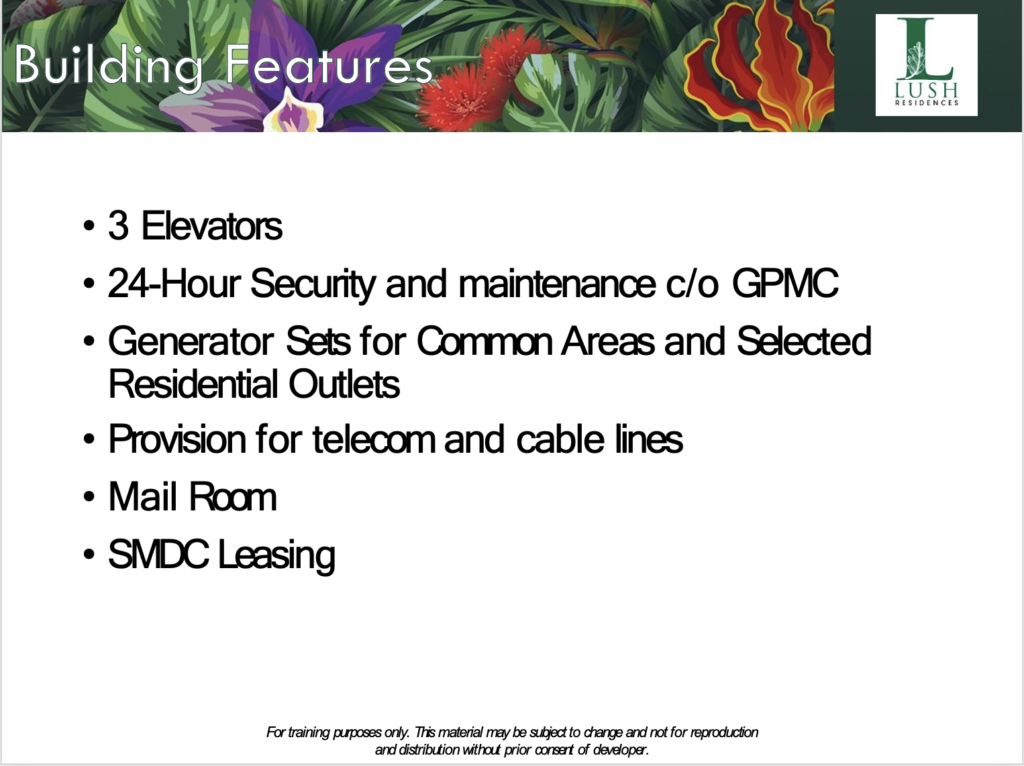 Building Features
L
LUSH
RESIDENCES
• 3 Elevators
• 24-Hour Security and maintenance c/o GPMC
• Generator Sets for Common Areas and Selected
Residential Outlets
• Provision for telecom and cable lines
• Mail Room
• SMDC Leasing
For training purposes only. This material may be subject to change and not for reproduction
and distribution without prior consent of developer.